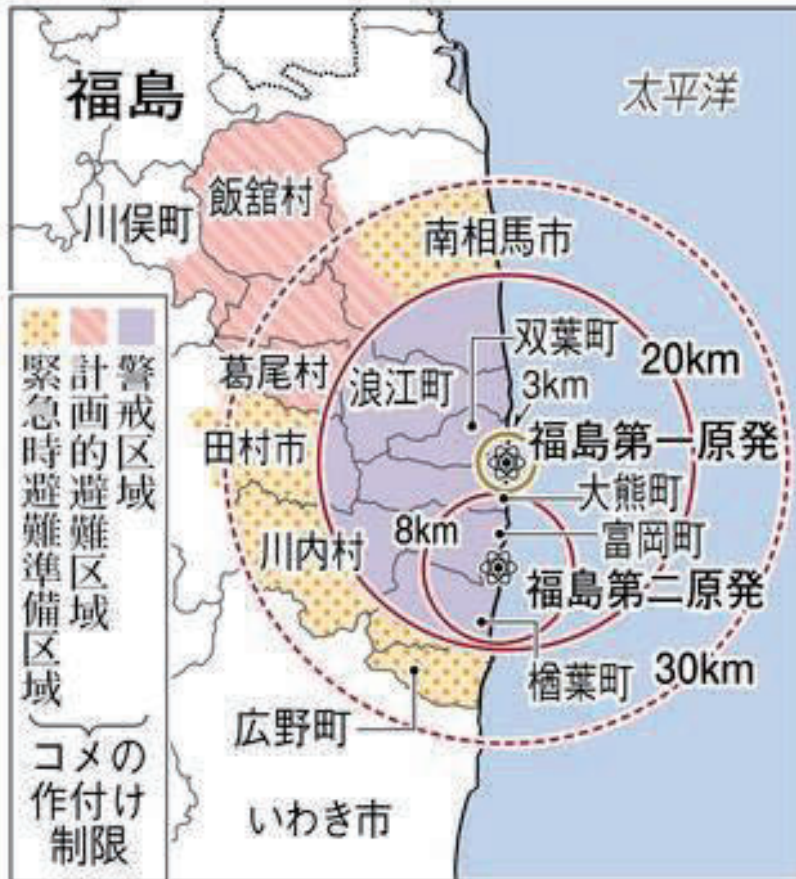 福島
太平洋
飯舘村
川俣町
南相馬市
双葉町
20km
3km
葛尾村
浪江町
福島第一原発
田村市
大熊町
8km
富岡町
川内村
福島第二原発
楢葉町
30km
広野町
いわき市
警戒区域
計画的避難区域
緊急時避難準備区域
コメの
作付け
制限